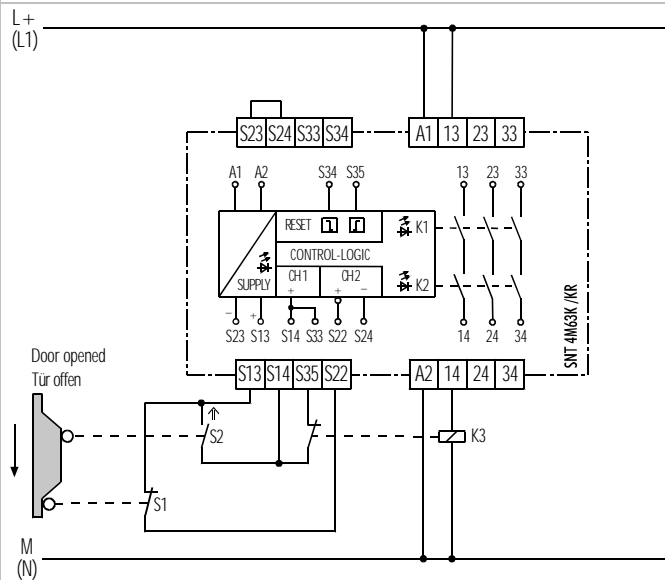 L+
(L1)
S23 S24 S33 S34
A1 13 23 33
A1 A2 S34 S35 13 23 33
RESET
K1
CONTROL-LOGIC
SUPPLY CH1 CH2 K2
+ + –
– +
S23 S13 S14 S33 S22 S24 14 24 34
SNT 4M63K /KR
Door opened
Tür offen
S13 S14 S35 S22
A2 14 24 34
S2
K3
S1
M
(N)